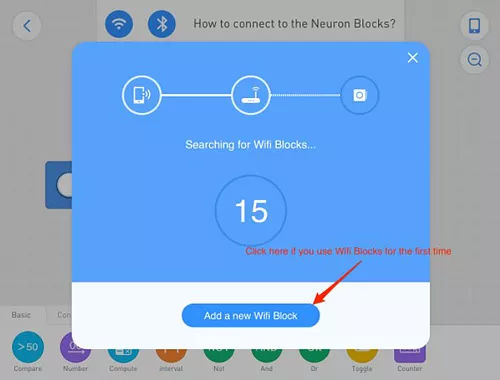 How to connect to the Neuron Blocks?
Searching for Wifi Blocks...
15
Click here if you use Wifi Blocks for the first time
Add a new Wifi Block
Basic
Con
>50
Compare
Number
Compute
interval
Not
And
Or
Toggle
Counter